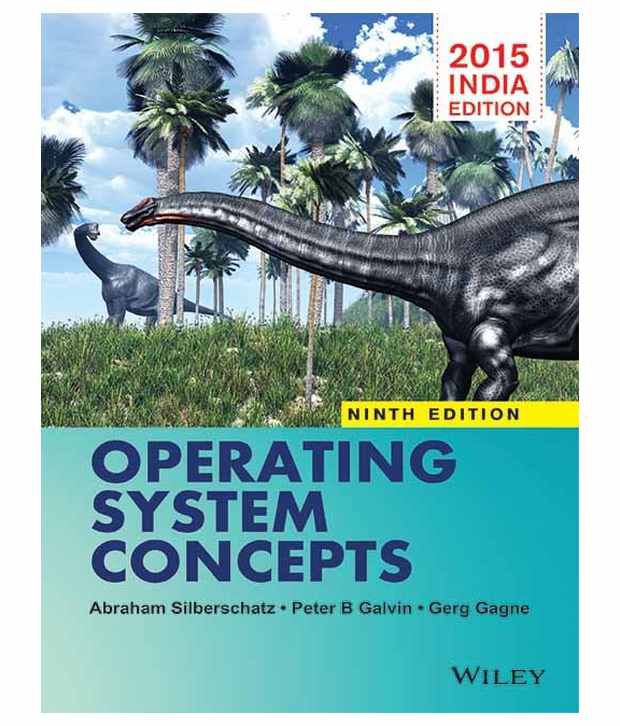 2015
INDIA
EDITION
NINTH EDITION
OPERATING
SYSTEM
CONCEPTS
Abraham Silberschatz • Peter B Galvin • Gerg Gagne
WILEY